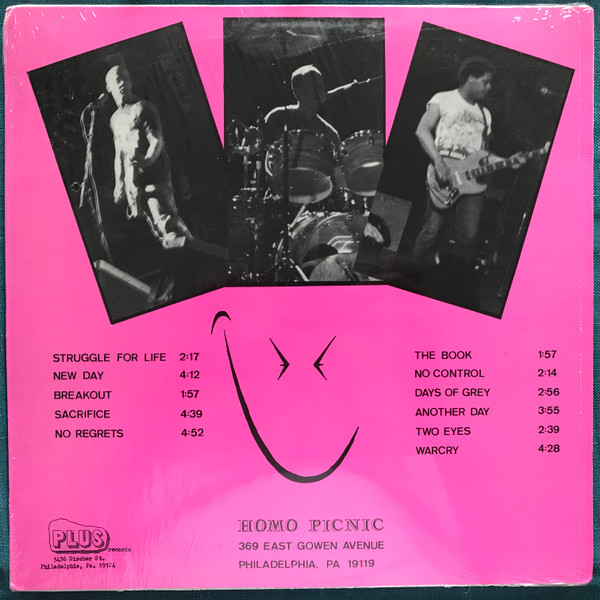 STRUGGLE FOR LIFE 2:17
NEW DAY 4:12
BREAKOUT 1:57
SACRIFICE 4:39
NO REGRETS 4:52
THE BOOK 1:57
NO CONTROL 2:14
DAYS OF GREY 2:56
ANOTHER DAY 3:55
TWO EYES 2:39
WARCRY 4:28
HOMO PICNIC
369 EAST GOWEN AVENUE
PHILADELPHIA, PA 19119
PLUS records
5436 Discher St.
Philadelphia, Pa. 19124